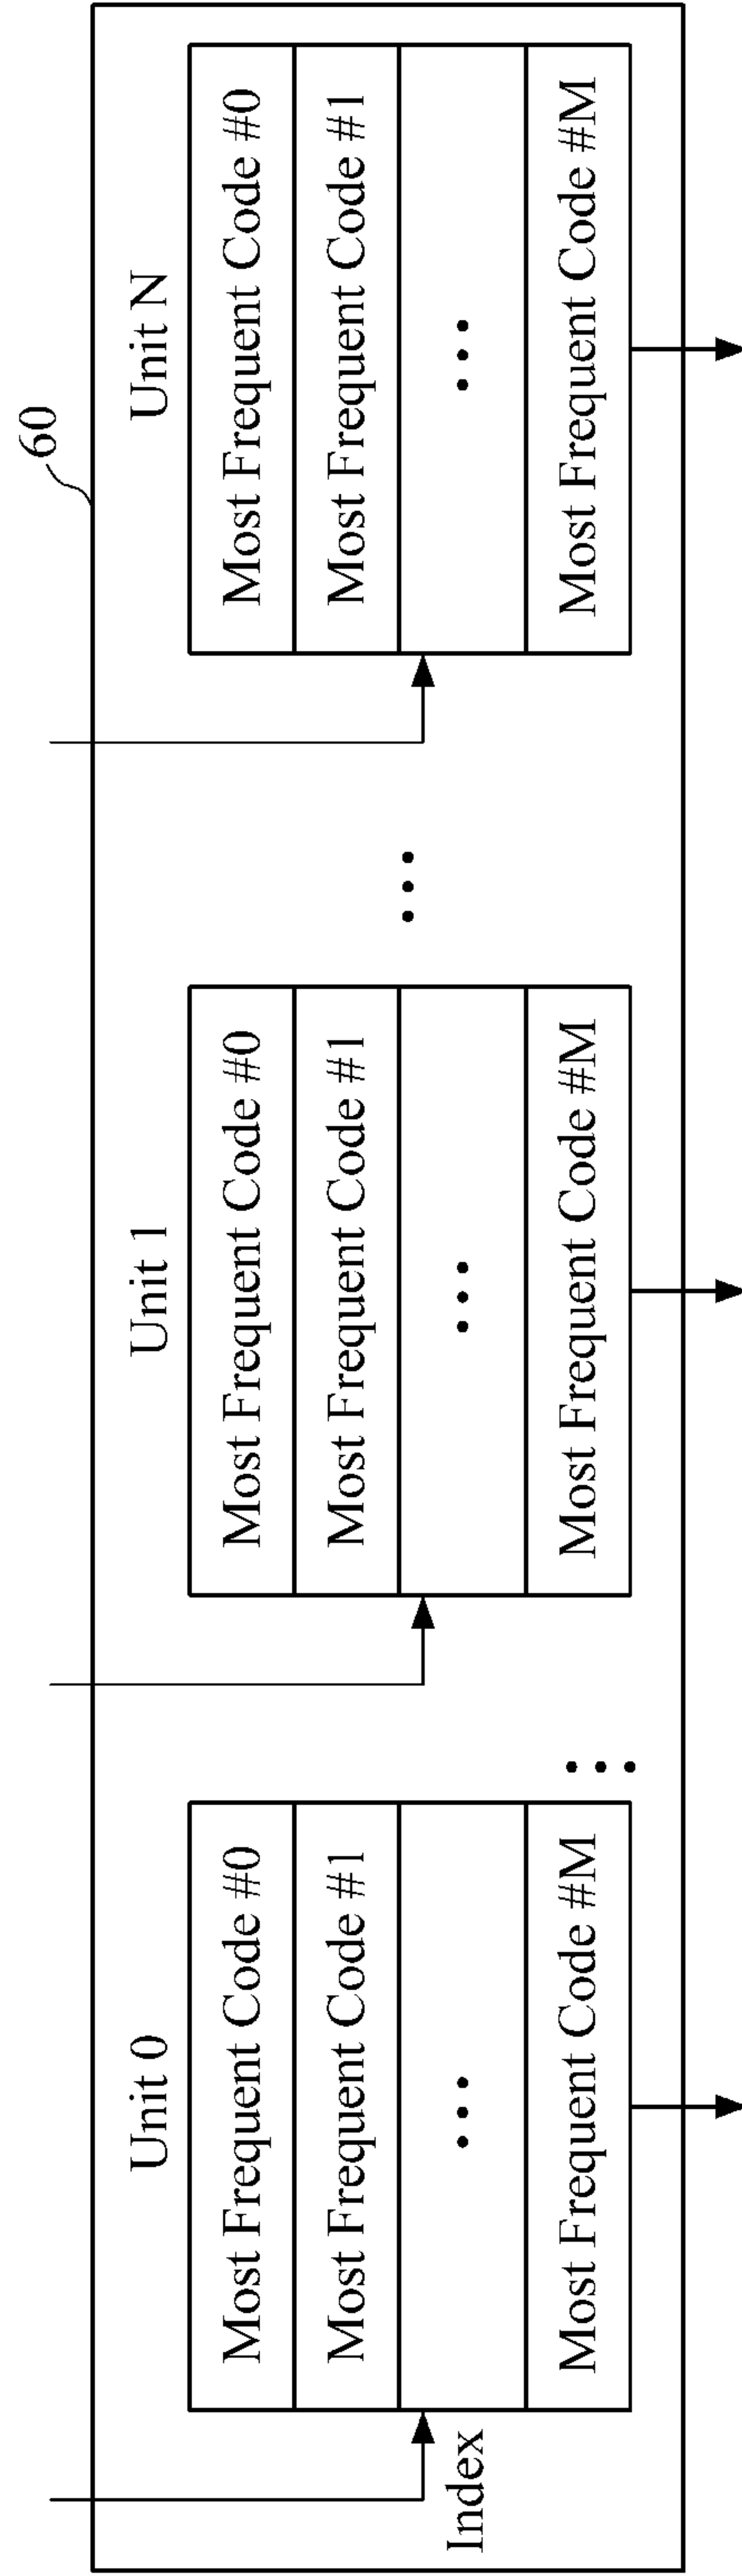 60
Unit 0
Most Frequent Code #0
Most Frequent Code #1
...
Most Frequent Code #M
Index
...
Unit 1
Most Frequent Code #0
Most Frequent Code #1
...
Most Frequent Code #M
...
Unit N
Most Frequent Code #0
Most Frequent Code #1
...
Most Frequent Code #M